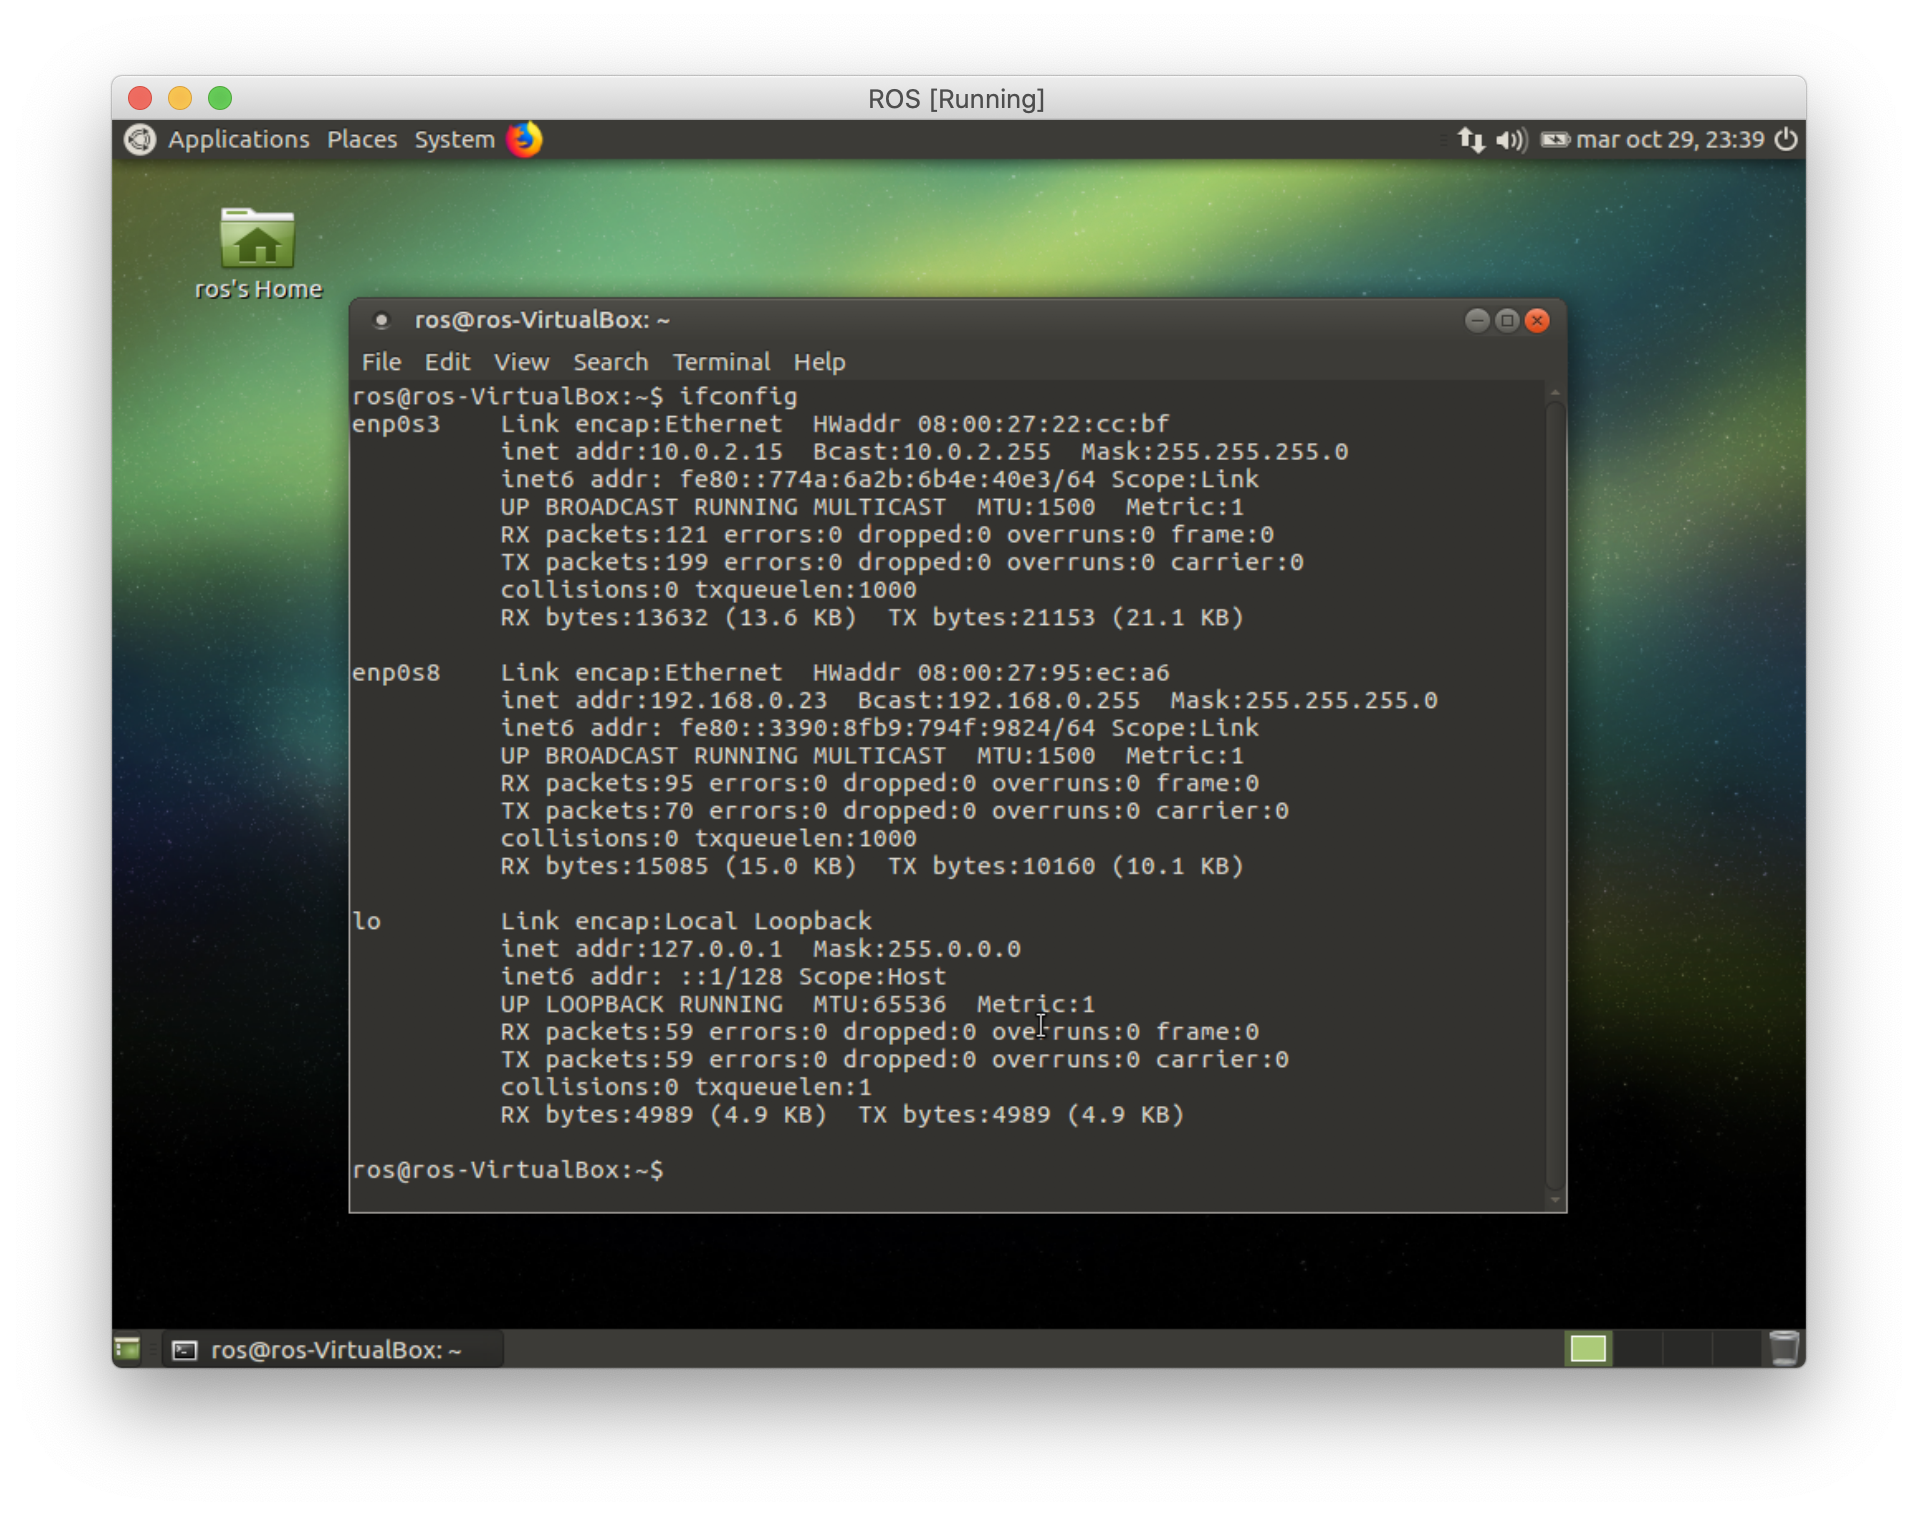 ROS [Running]
Applications Places System mar oct 29, 23:39
ros's Home
ros@ros-VirtualBox: ~
File Edit View Search Terminal Help
ros@ros-VirtualBox:~$ ifconfig
enp0s3    Link encap:Ethernet  HWaddr 08:00:27:22:cc:bf
          inet addr:10.0.2.15  Bcast:10.0.2.255  Mask:255.255.255.0
          inet6 addr: fe80::774a:6a2b:6b4e:40e3/64 Scope:Link
          UP BROADCAST RUNNING MULTICAST  MTU:1500  Metric:1
          RX packets:121 errors:0 dropped:0 overruns:0 frame:0
          TX packets:199 errors:0 dropped:0 overruns:0 carrier:0
          collisions:0 txqueuelen:1000
          RX bytes:13632 (13.6 KB)  TX bytes:21153 (21.1 KB)

enp0s8    Link encap:Ethernet  HWaddr 08:00:27:95:ec:a6
          inet addr:192.168.0.23  Bcast:192.168.0.255  Mask:255.255.255.0
          inet6 addr: fe80::3390:8fb9:794f:9824/64 Scope:Link
          UP BROADCAST RUNNING MULTICAST  MTU:1500  Metric:1
          RX packets:95 errors:0 dropped:0 overruns:0 frame:0
          TX packets:70 errors:0 dropped:0 overruns:0 carrier:0
          collisions:0 txqueuelen:1000
          RX bytes:15085 (15.0 KB)  TX bytes:10160 (10.1 KB)

lo        Link encap:Local Loopback
          inet addr:127.0.0.1  Mask:255.0.0.0
          inet6 addr: ::1/128 Scope:Host
          UP LOOPBACK RUNNING  MTU:65536  Metric:1
          RX packets:59 errors:0 dropped:0 overruns:0 frame:0
          TX packets:59 errors:0 dropped:0 overruns:0 carrier:0
          collisions:0 txqueuelen:1
          RX bytes:4989 (4.9 KB)  TX bytes:4989 (4.9 KB)

ros@ros-VirtualBox:~$
ros@ros-VirtualBox: ~